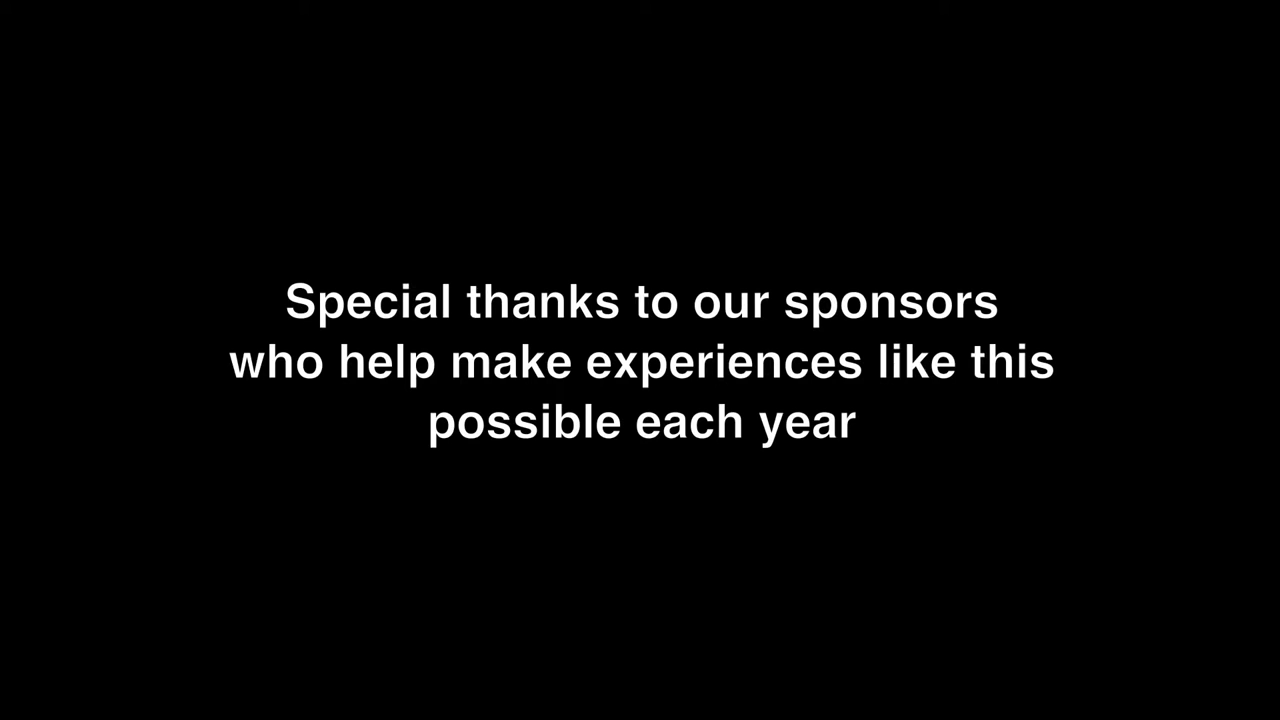 Special thanks to our sponsors
who help make experiences like this
possible each year